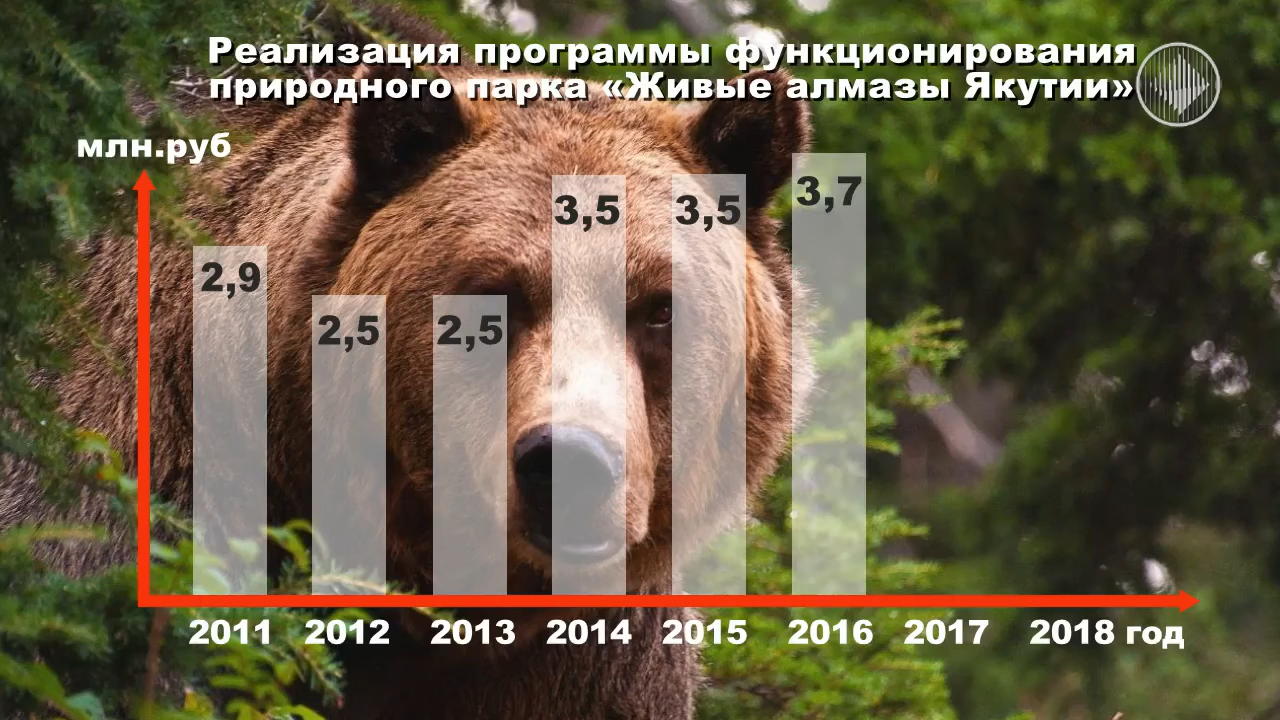 Реализация программы функционирования
природного парка «Живые алмазы Якутии»
млн.руб
2,9
2,5
2,5
3,5
3,5
3,7
2011 2012 2013 2014 2015 2016 2017 2018 год